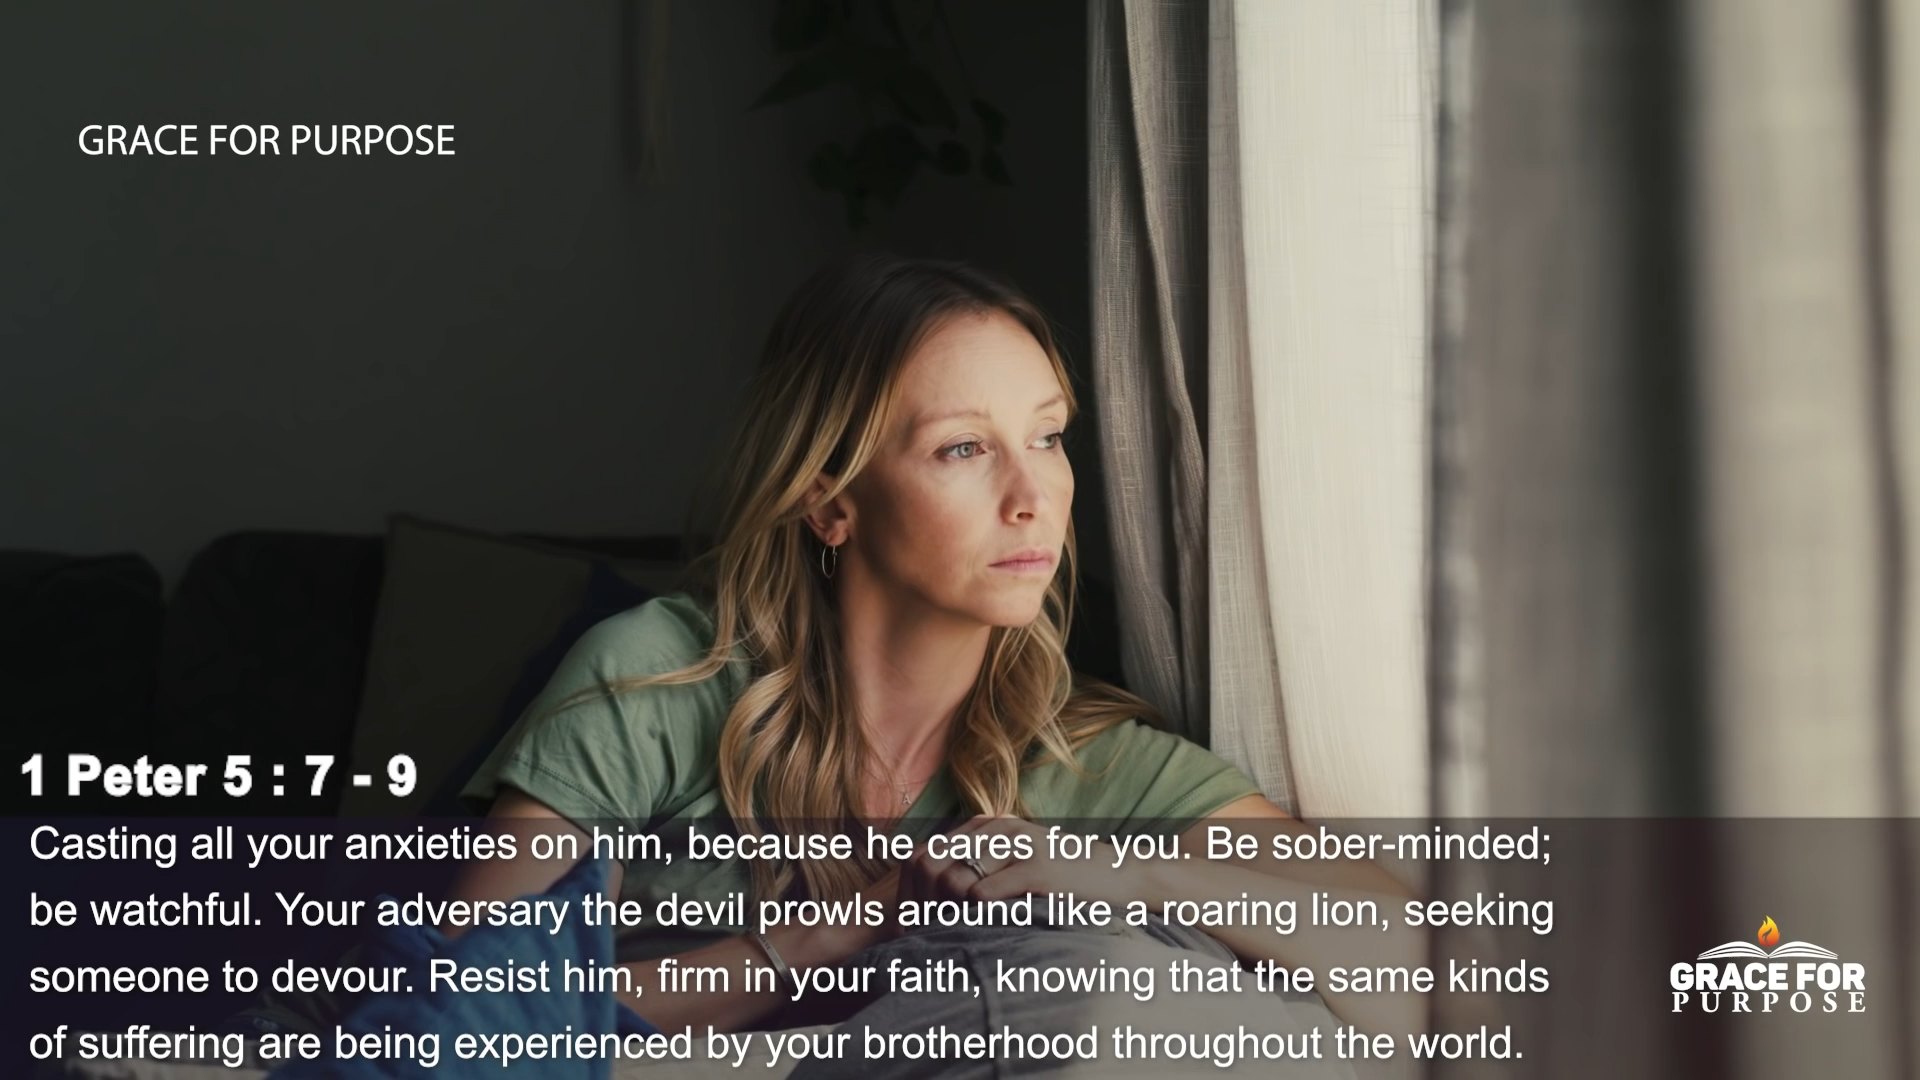 GRACE FOR PURPOSE
1 Peter 5 : 7 - 9
Casting all your anxieties on him, because he cares for you. Be sober-minded;
be watchful. Your adversary the devil prowls around like a roaring lion, seeking
someone to devour. Resist him, firm in your faith, knowing that the same kinds
of suffering are being experienced by your brotherhood throughout the world.
GRACE FOR
PURPOSE